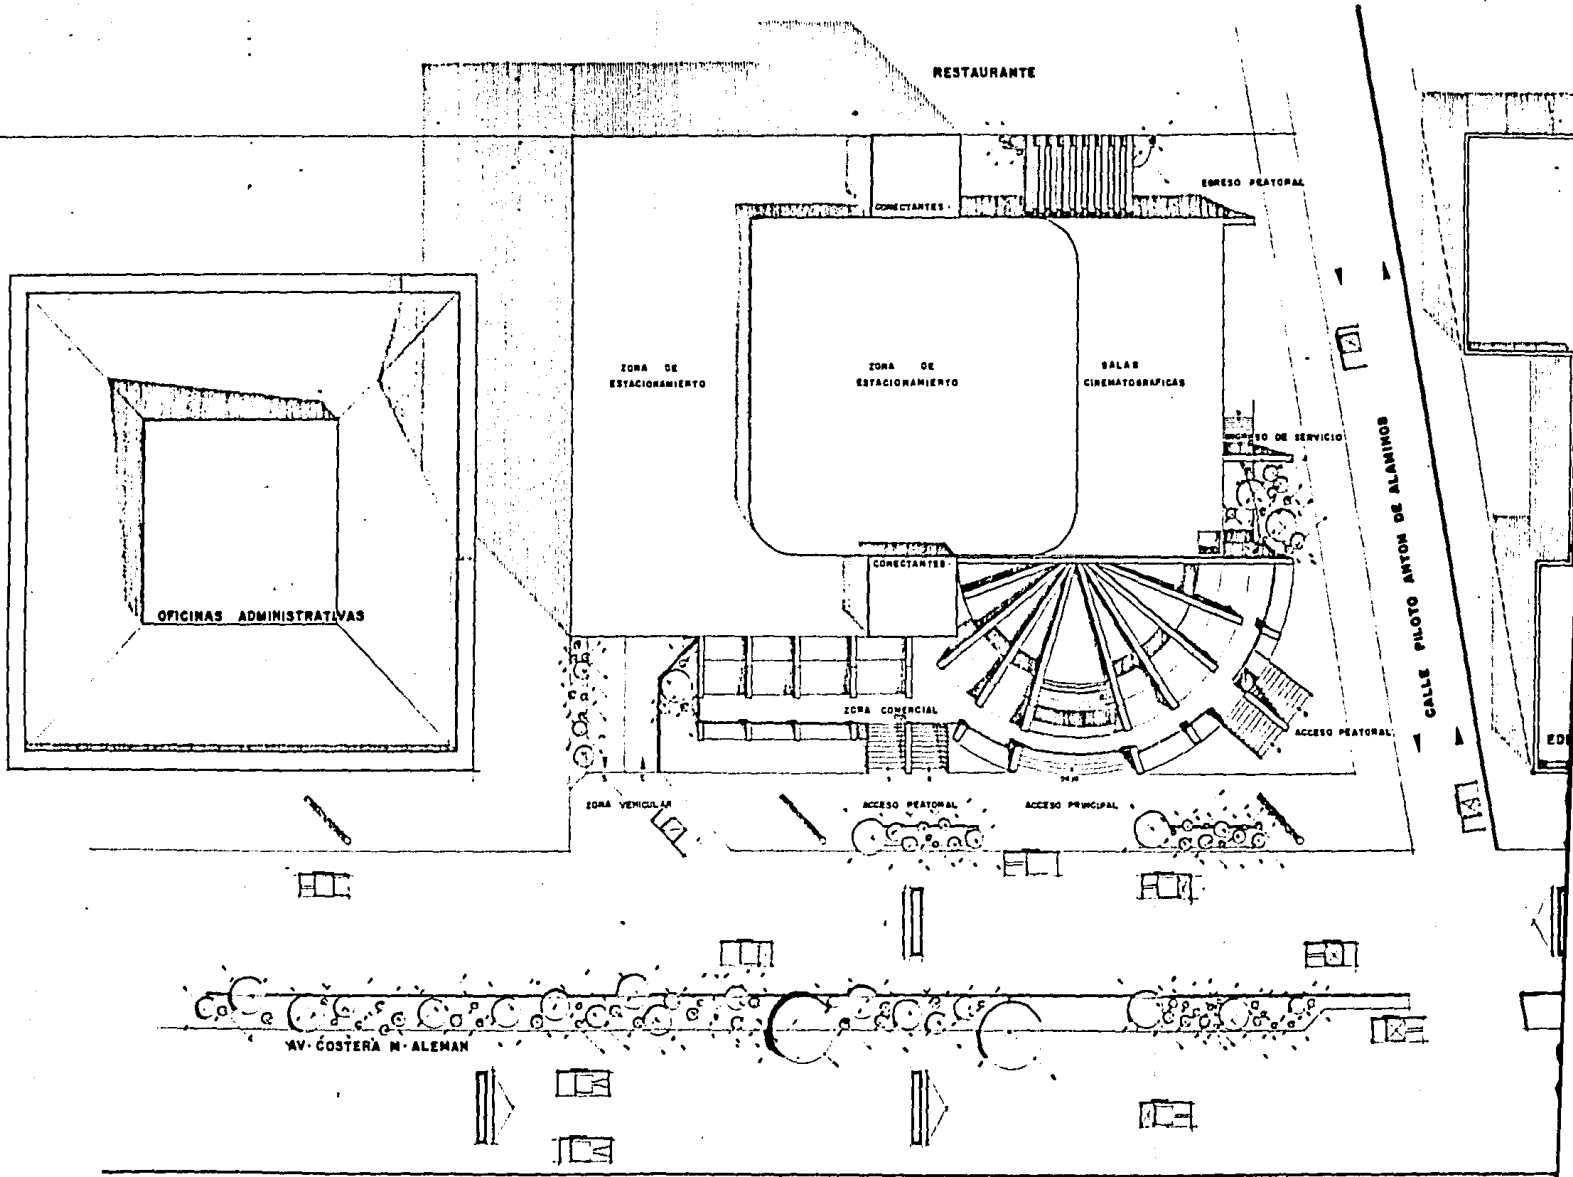 RESTAURANTE
EGRESO PEATONAL
CONECTANTES
ZONA DE
ESTACIONAMIENTO
ZONA DE
ESTACIONAMIENTO
SALAS
CINEMATOGRAFICAS
SO DE SERVICIO
CALLE PILOTO ANTON DE ALAMINOS
CONECTANTES
OFICINAS ADMINISTRATIVAS
ZONA COMERCIAL
ACCESO PEATONAL
ZONA VEHICULAR
ACCESO PEATONAL
ACCESO PRINCIPAL
AV. COSTERA M. ALEMAN